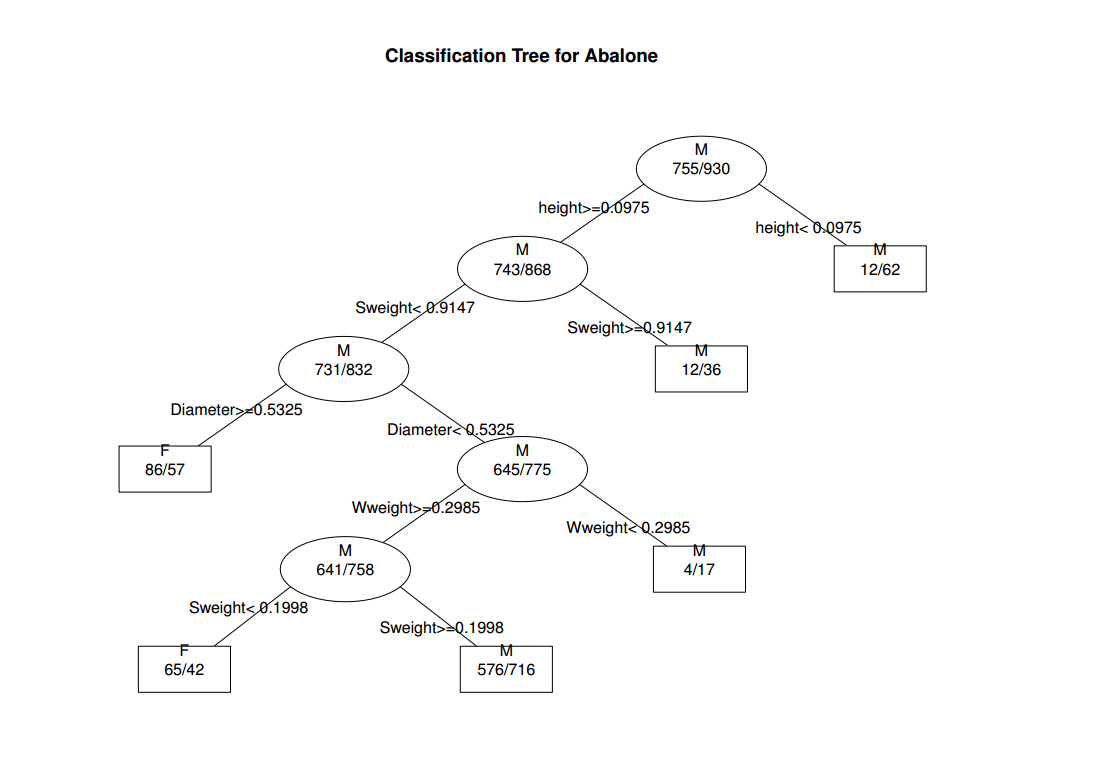 Classification Tree for Abalone
M
755/930
height>=0.0975
height< 0.0975
M
743/868
M
12/62
Sweight< 0.9147
Sweight>=0.9147
M
731/832
M
12/36
Diameter>=0.5325
Diameter< 0.5325
F
86/57
M
645/775
Wweight>=0.2985
Wweight< 0.2985
M
641/758
M
4/17
Sweight< 0.1998
Sweight>=0.1998
F
65/42
M
576/716